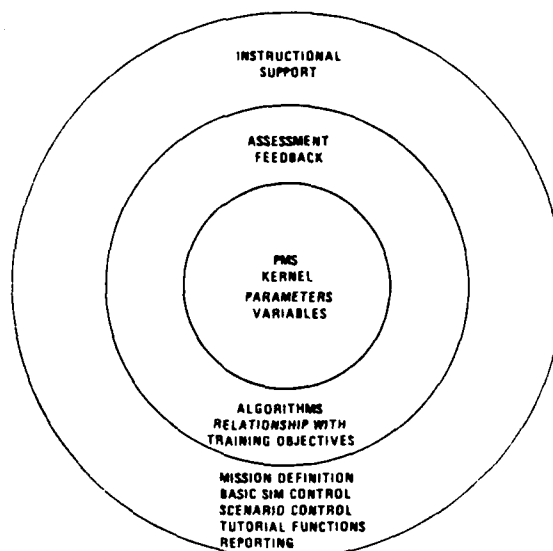 INSTRUCTIONAL
SUPPORT
ASSESSMENT
FEEDBACK
PMS
KERNEL
PARAMETERS
VARIABLES
ALGORITHMS
RELATIONSHIP WITH
TRAINING OBJECTIVES
MISSION DEFINITION
BASIC SIM CONTROL
SCENARIO CONTROL
TUTORIAL FUNCTIONS
REPORTING